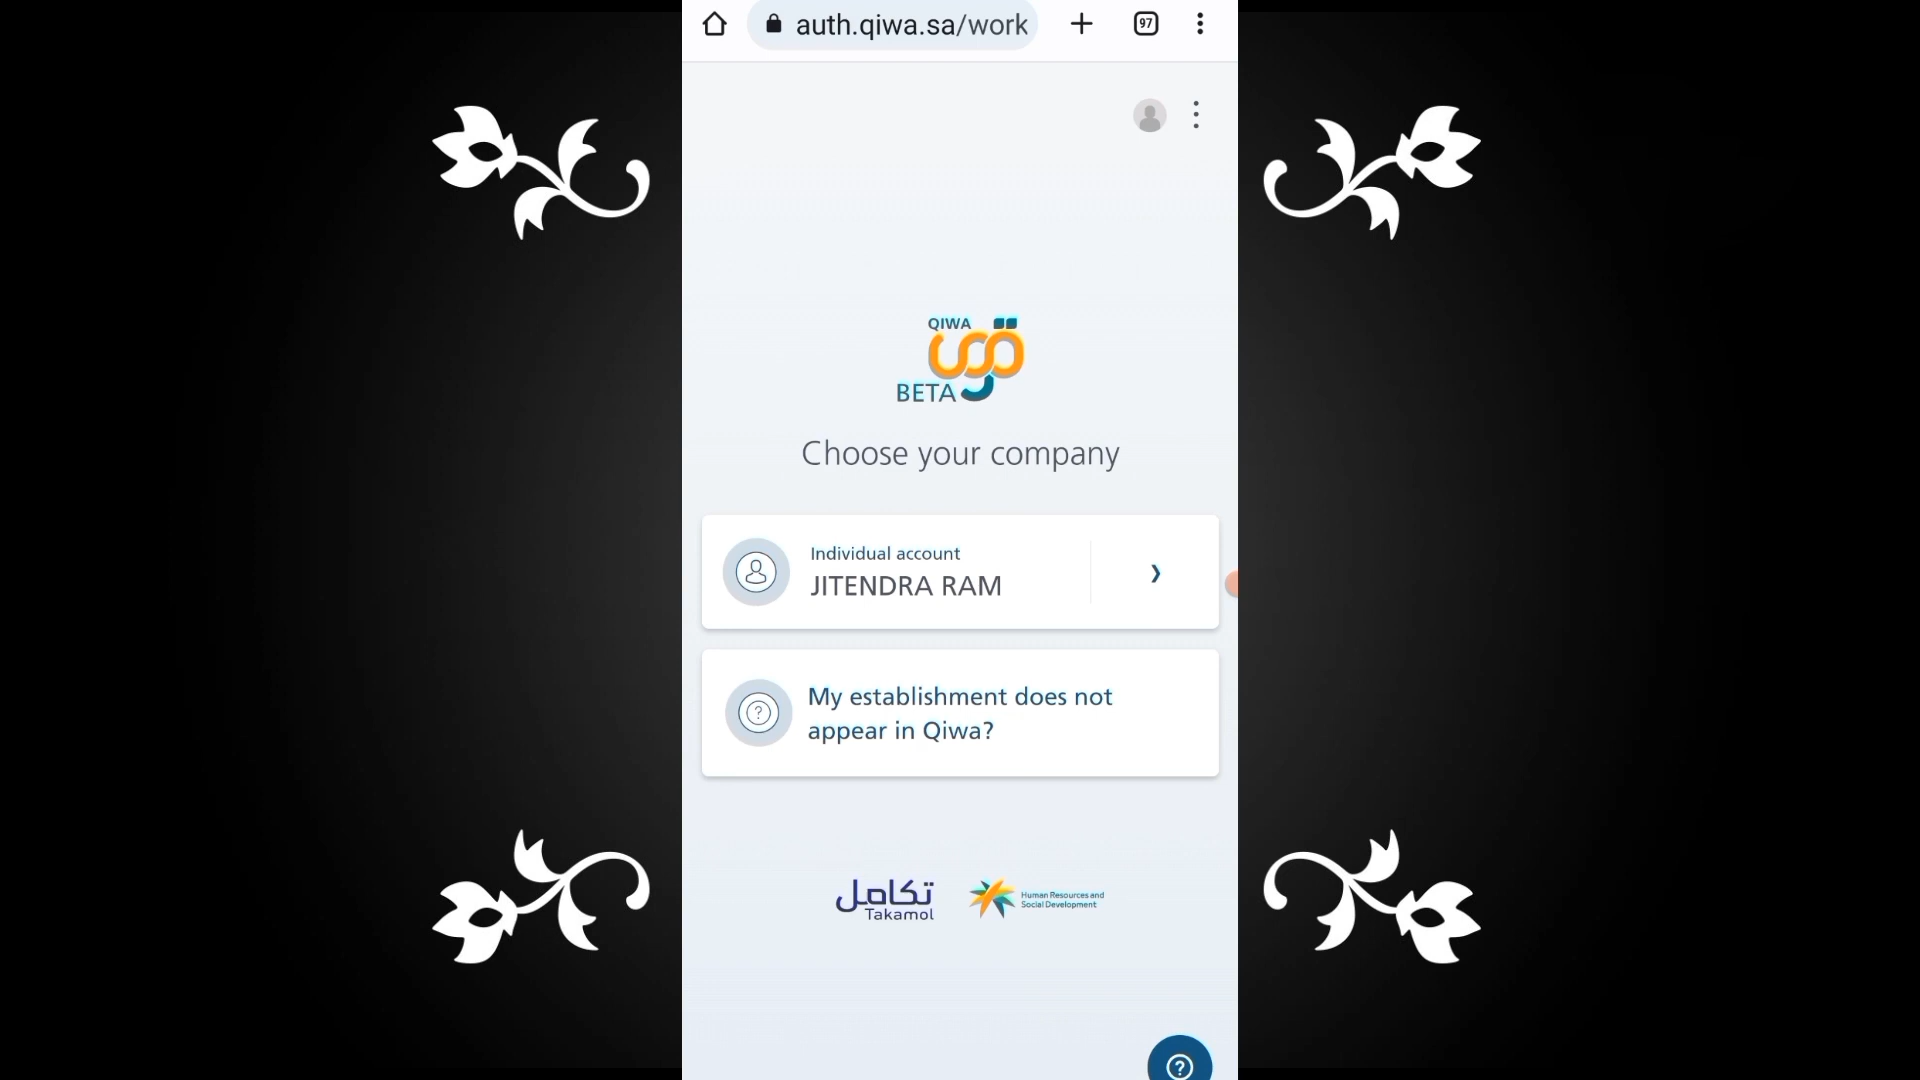 auth.qiwa.sa/work
97
QIWA
قوى
BETA
Choose your company
Individual account
JITENDRA RAM
❯
My establishment does not
appear in Qiwa?
?
تكامل
Takamol
Human Resources and
Social Development
?